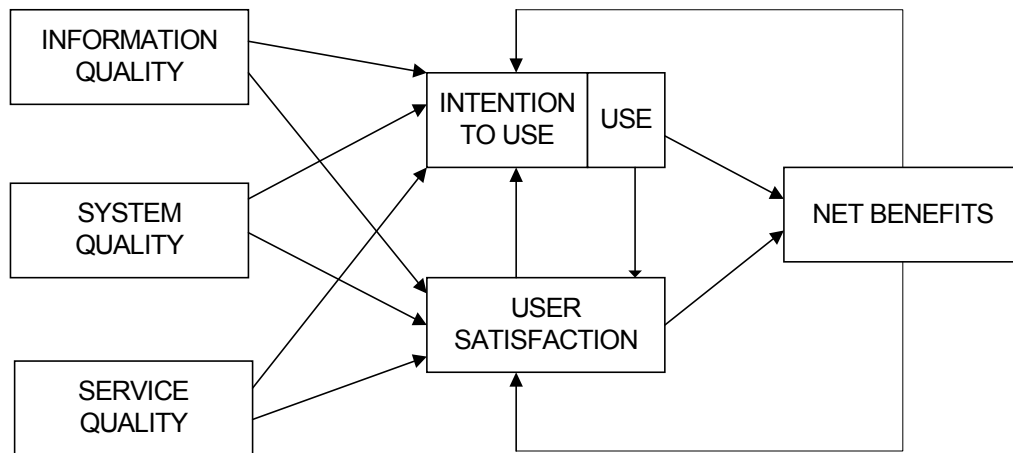 INFORMATION
QUALITY
INTENTION
TO USE
USE
SYSTEM
QUALITY
NET BENEFITS
USER
SATISFACTION
SERVICE
QUALITY